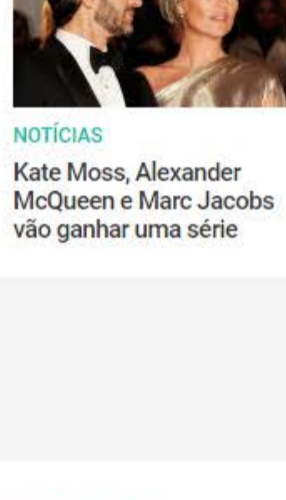 NOTÍCIAS
Kate Moss, Alexander
McQueen e Marc Jacobs
vão ganhar uma série